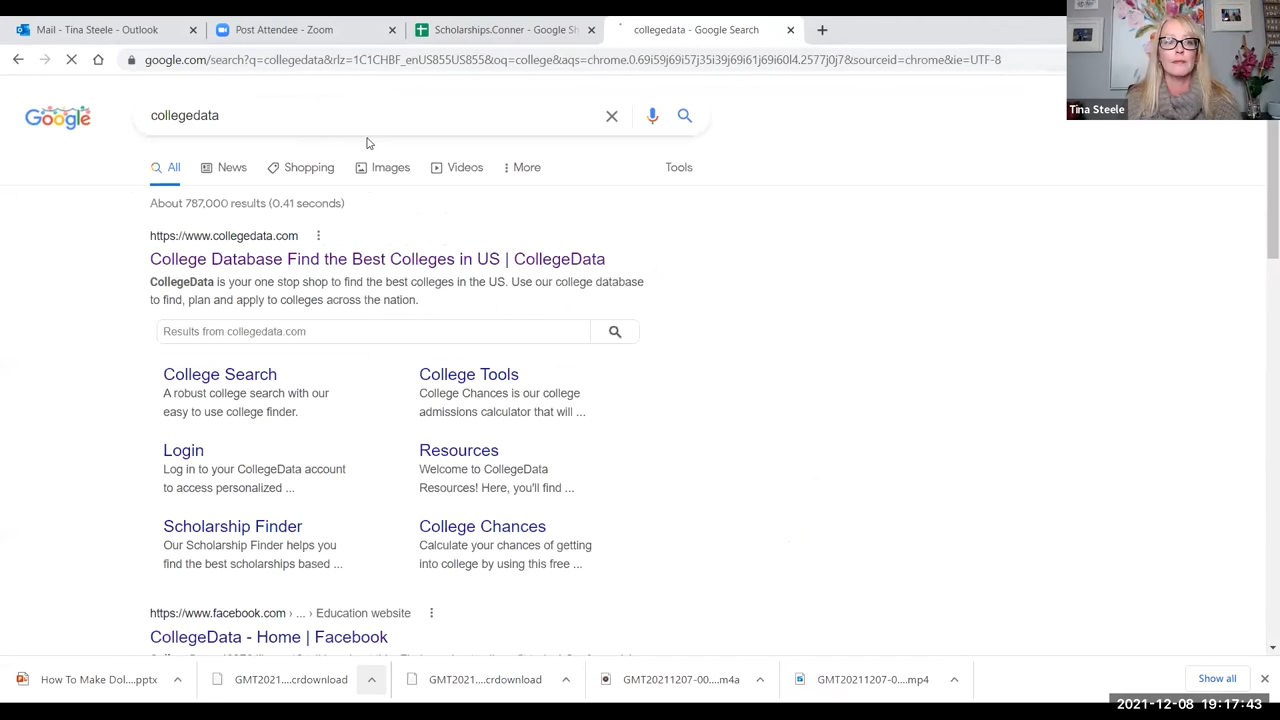 Mail - Tina Steele - Outlook
Post Attendee - Zoom
Scholarships.Conner - Google Sh
collegedata - Google Search
google.com/search?q=collegedata&rlz=1C1CHBF_enUS855US855&oq=college&aqs=chrome.0.69i59j69i57j35i39j69i61j69i60l4.2577j0j7&sourceid=chrome&ie=UTF-8
Tina Steele
Google
collegedata
All
News
Shopping
Images
Videos
More
Tools
About 787,000 results (0.41 seconds)
https://www.collegedata.com
College Database Find the Best Colleges in US | CollegeData
CollegeData is your one stop shop to find the best colleges in the US. Use our college database
to find, plan and apply to colleges across the nation.
Results from collegedata.com
College Search
A robust college search with our
easy to use college finder.
College Tools
College Chances is our college
admissions calculator that will ...
Login
Log in to your CollegeData account
to access personalized ...
Resources
Welcome to CollegeData
Resources! Here, you'll find ...
Scholarship Finder
Our Scholarship Finder helps you
find the best scholarships based ...
College Chances
Calculate your chances of getting
into college by using this free ...
https://www.facebook.com › ... › Education website
CollegeData - Home | Facebook
How To Make Dol....pptx
GMT2021....crdownload
GMT2021....crdownload
GMT20211207-00....m4a
GMT20211207-0....mp4
Show all
2021-12-08 19:17:43